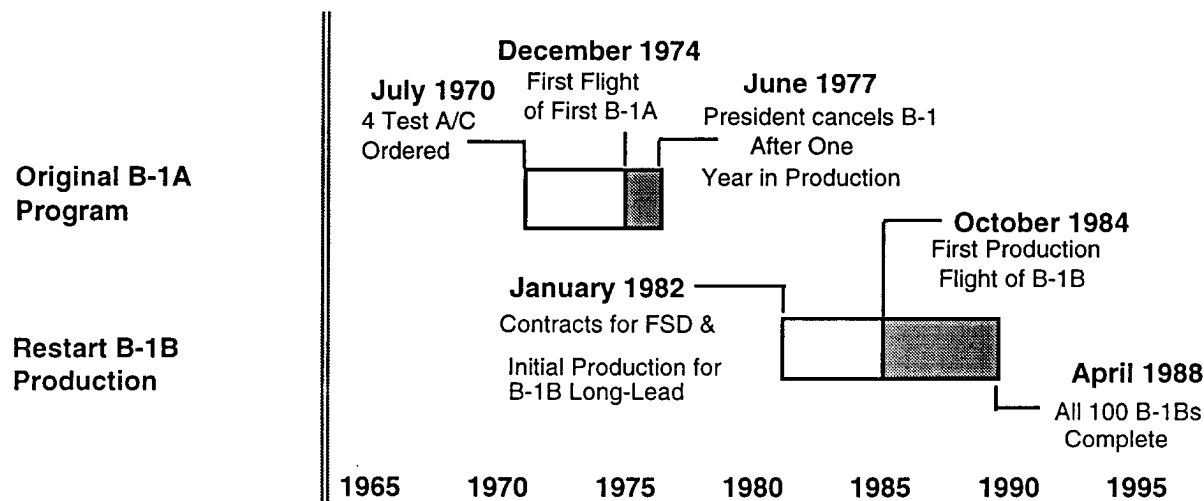 Original B-1A
Program
July 1970
4 Test A/C
Ordered
December 1974
First Flight
of First B-1A
June 1977
President cancels B-1
After One
Year in Production
Restart B-1B
Production
January 1982
Contracts for FSD &
Initial Production for
B-1B Long-Lead
October 1984
First Production
Flight of B-1B
April 1988
All 100 B-1Bs
Complete
1965 1970 1975 1980 1985 1990 1995